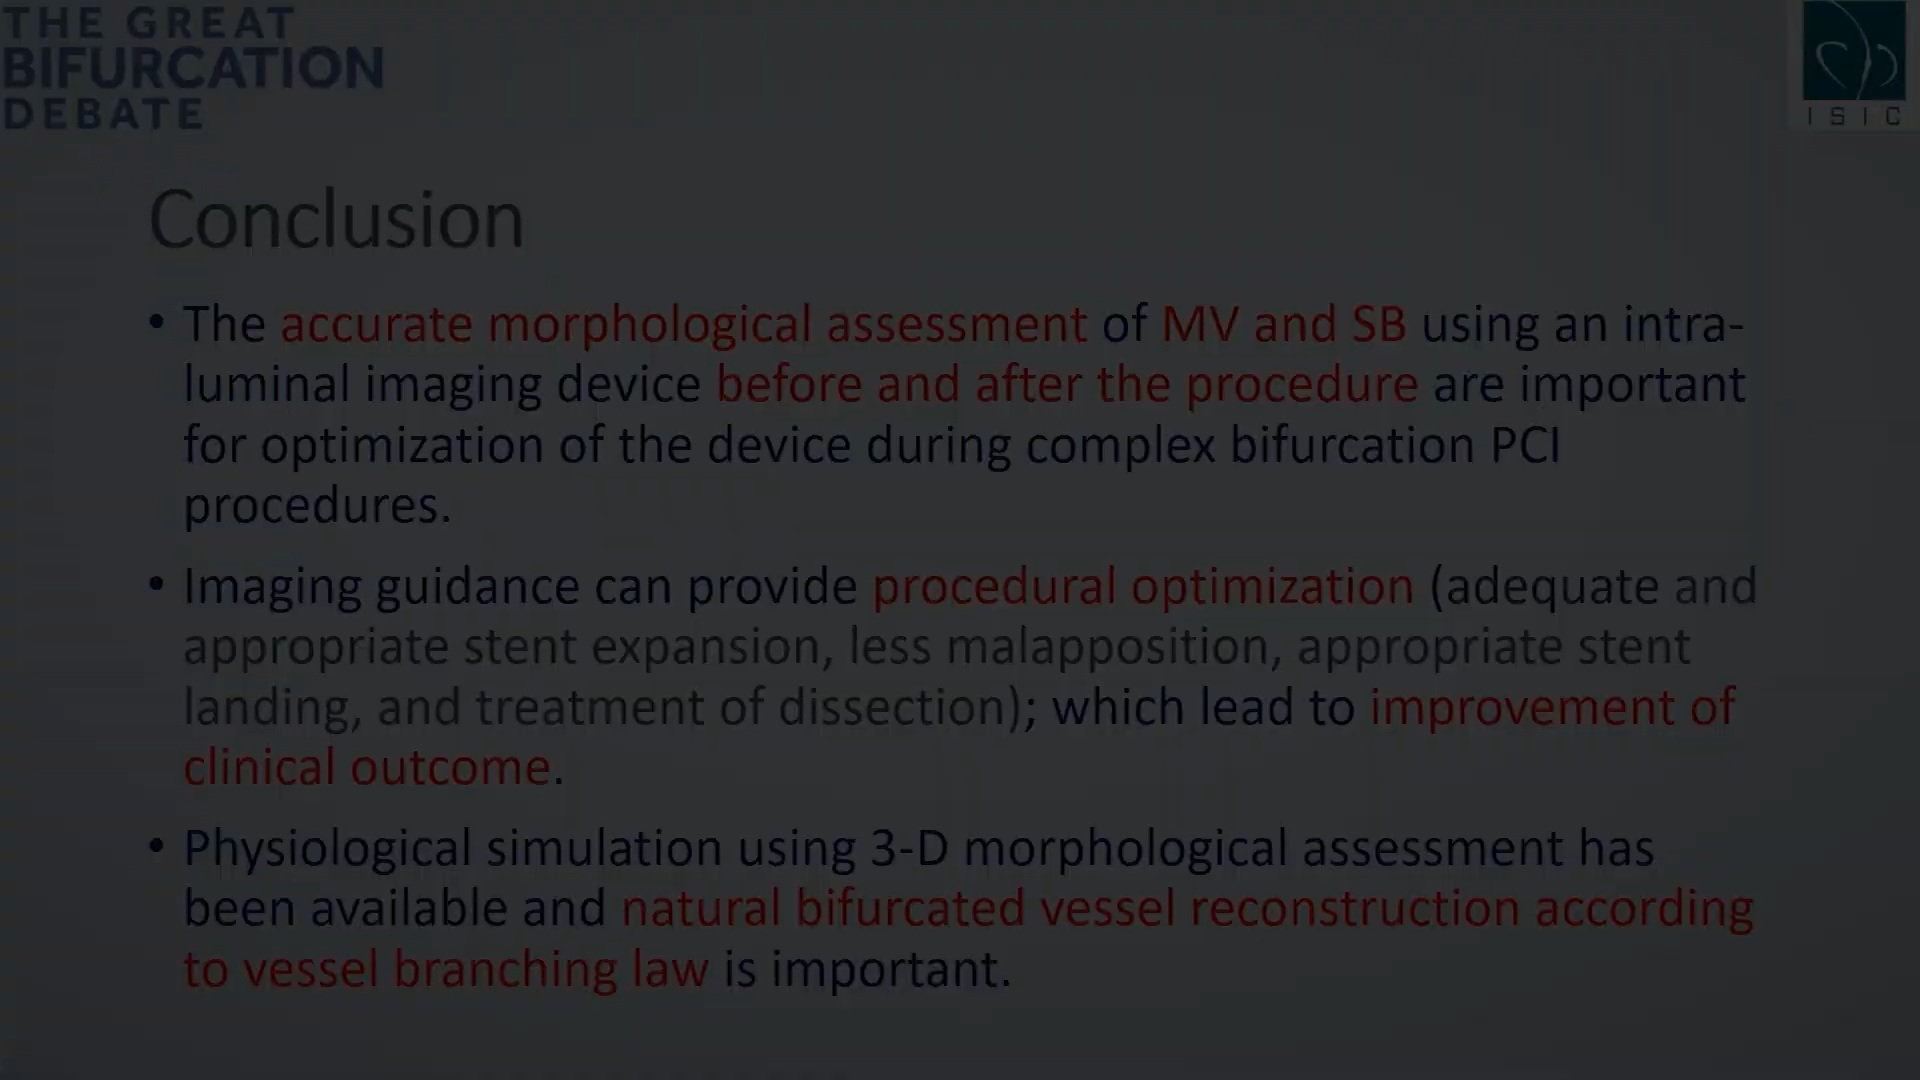 THE GREAT
BIFURCATION
DEBATE
ISIC
Conclusion
• The accurate morphological assessment of MV and SB using an intra-
luminal imaging device before and after the procedure are important
for optimization of the device during complex bifurcation PCI
procedures.
• Imaging guidance can provide procedural optimization (adequate and
appropriate stent expansion, less malapposition, appropriate stent
landing, and treatment of dissection); which lead to improvement of
clinical outcome.
• Physiological simulation using 3-D morphological assessment has
been available and natural bifurcated vessel reconstruction according
to vessel branching law is important.